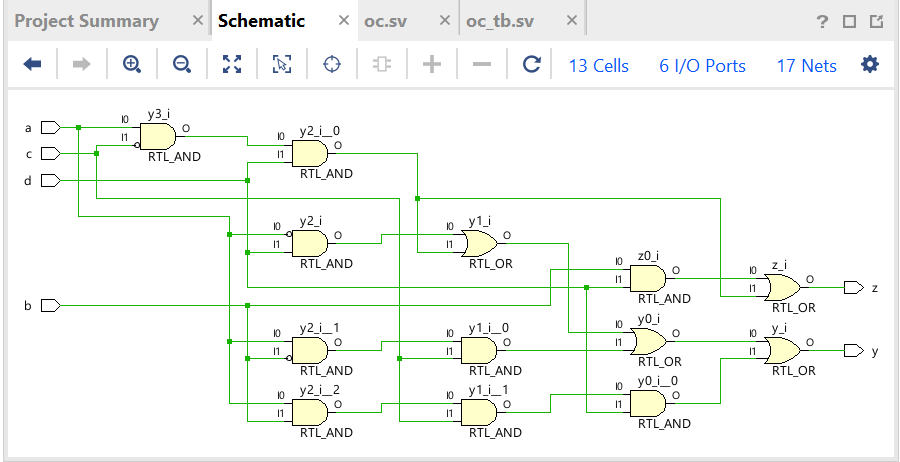 Project Summary × Schematic × oc.sv × oc_tb.sv × ?
13 Cells 6 I/O Ports 17 Nets
a
c
d
b
I0
I1
O
y3_i
RTL_AND
I0
I1
O
y2_i__0
RTL_AND
I0
I1
O
y2_i
RTL_AND
I0
I1
O
y1_i
RTL_OR
I0
I1
O
z0_i
RTL_AND
I0
I1
O
z_i
RTL_OR
z
I0
I1
O
y2_i__1
RTL_AND
I0
I1
O
y1_i__0
RTL_AND
I0
I1
O
y0_i
RTL_OR
I0
I1
O
y_i
RTL_OR
y
I0
I1
O
y2_i__2
RTL_AND
I0
I1
O
y1_i__1
RTL_AND
I0
I1
O
y0_i__0
RTL_AND